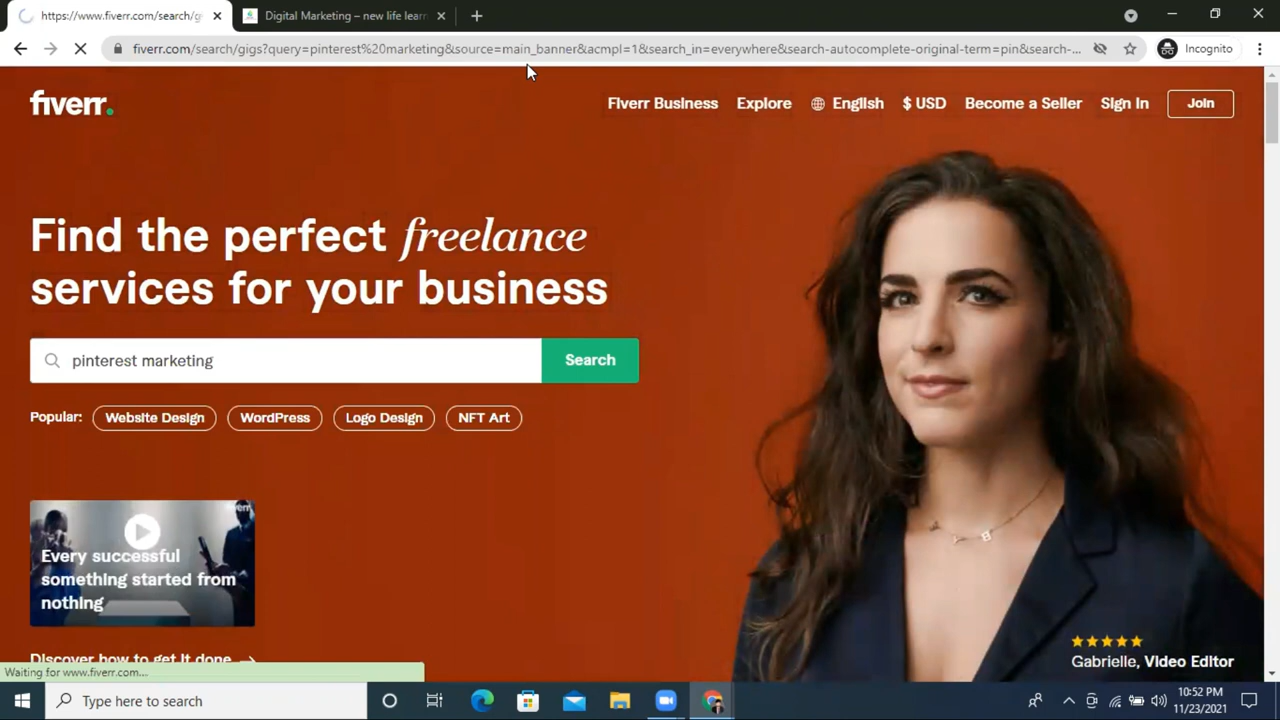 https://www.fiverr.com/search/gi
Digital Marketing – new life lear
fiverr.com/search/gigs?query=pinterest%20marketing&source=main_banner&acmpl=1&search_in=everywhere&search-autocomplete-original-term=pin&search-...
Incognito
fiverr.
Fiverr Business
Explore
English
$ USD
Become a Seller
Sign In
Join
Find the perfect freelance
services for your business
pinterest marketing
Search
Popular:
Website Design
WordPress
Logo Design
NFT Art
fiverr
Every successful
something started from
nothing
Discover how to get it done →
Gabrielle, Video Editor
Waiting for www.fiverr.com...
Type here to search
10:52 PM
11/23/2021